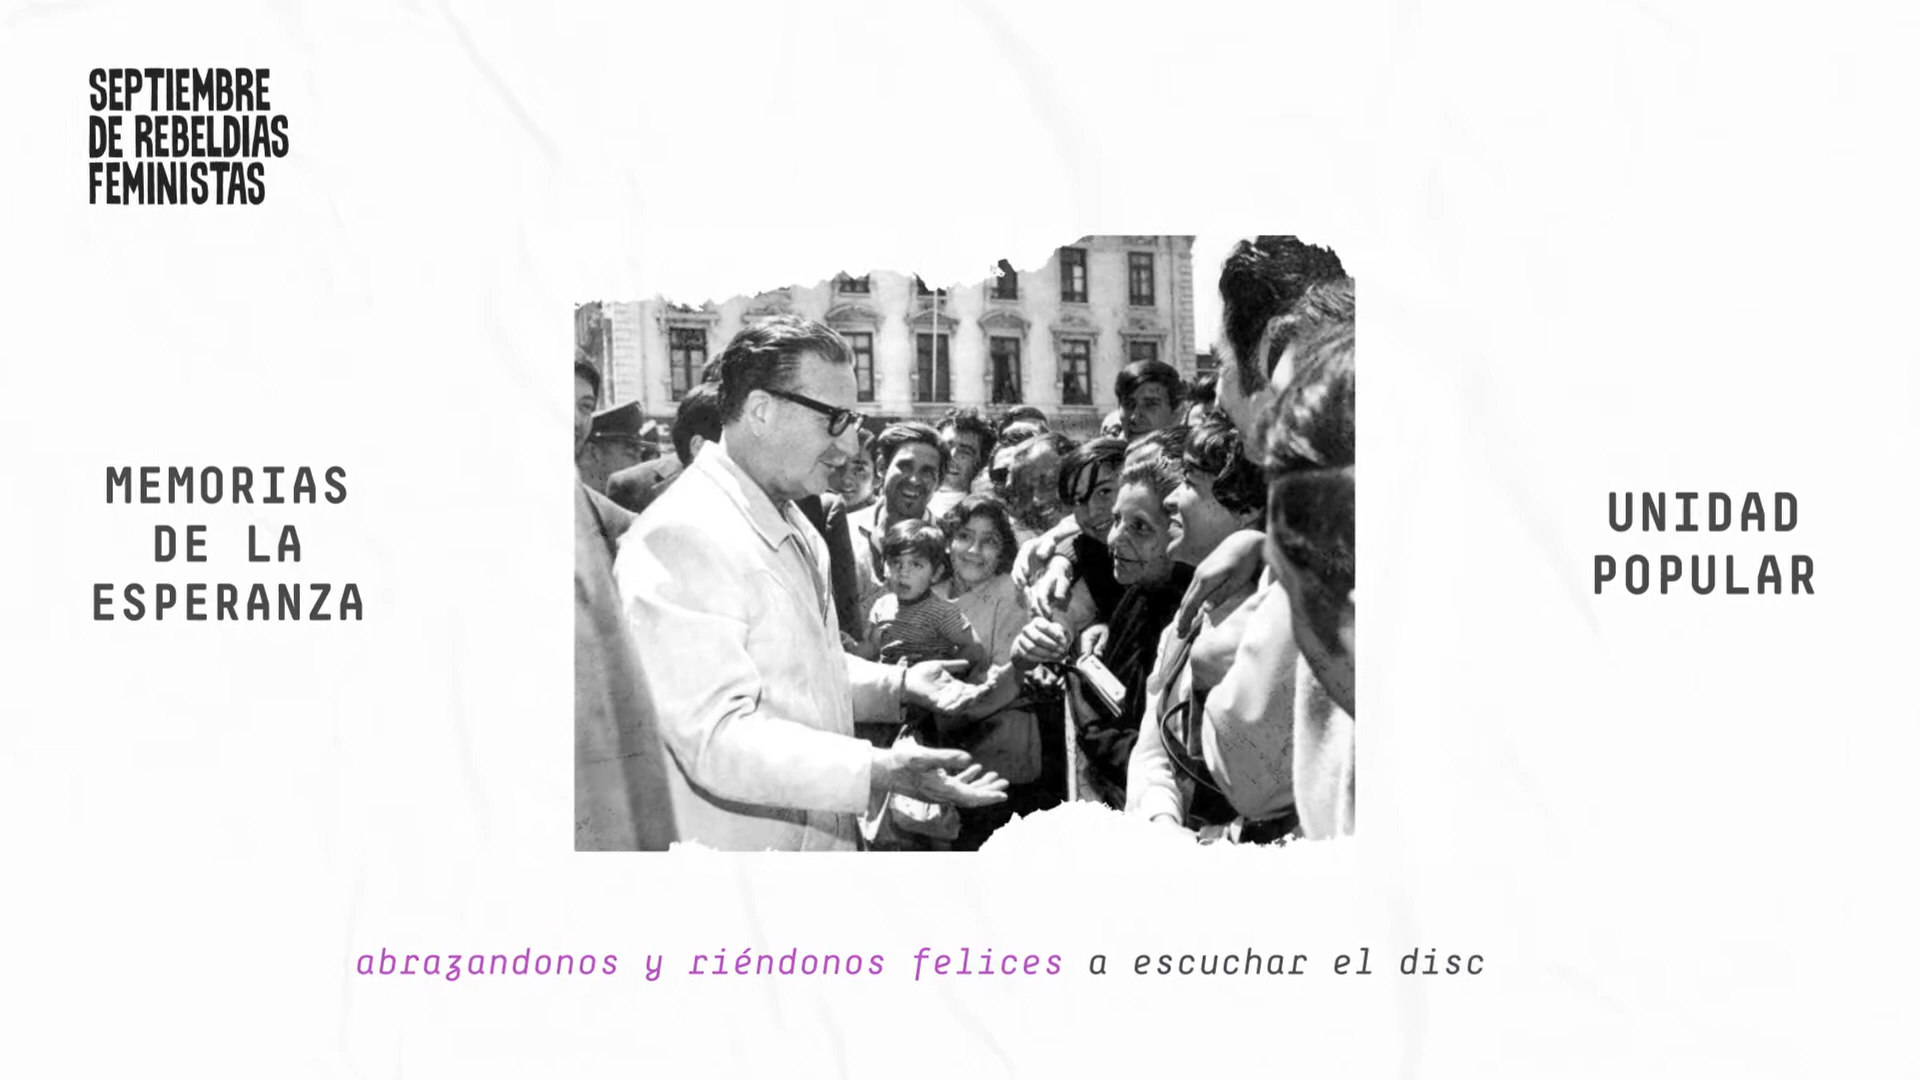 SEPTIEMBRE
DE REBELDIAS
FEMINISTAS
MEMORIAS
DE LA
ESPERANZA
UNIDAD
POPULAR
abrazandonos y riéndonos felices a escuchar el disc